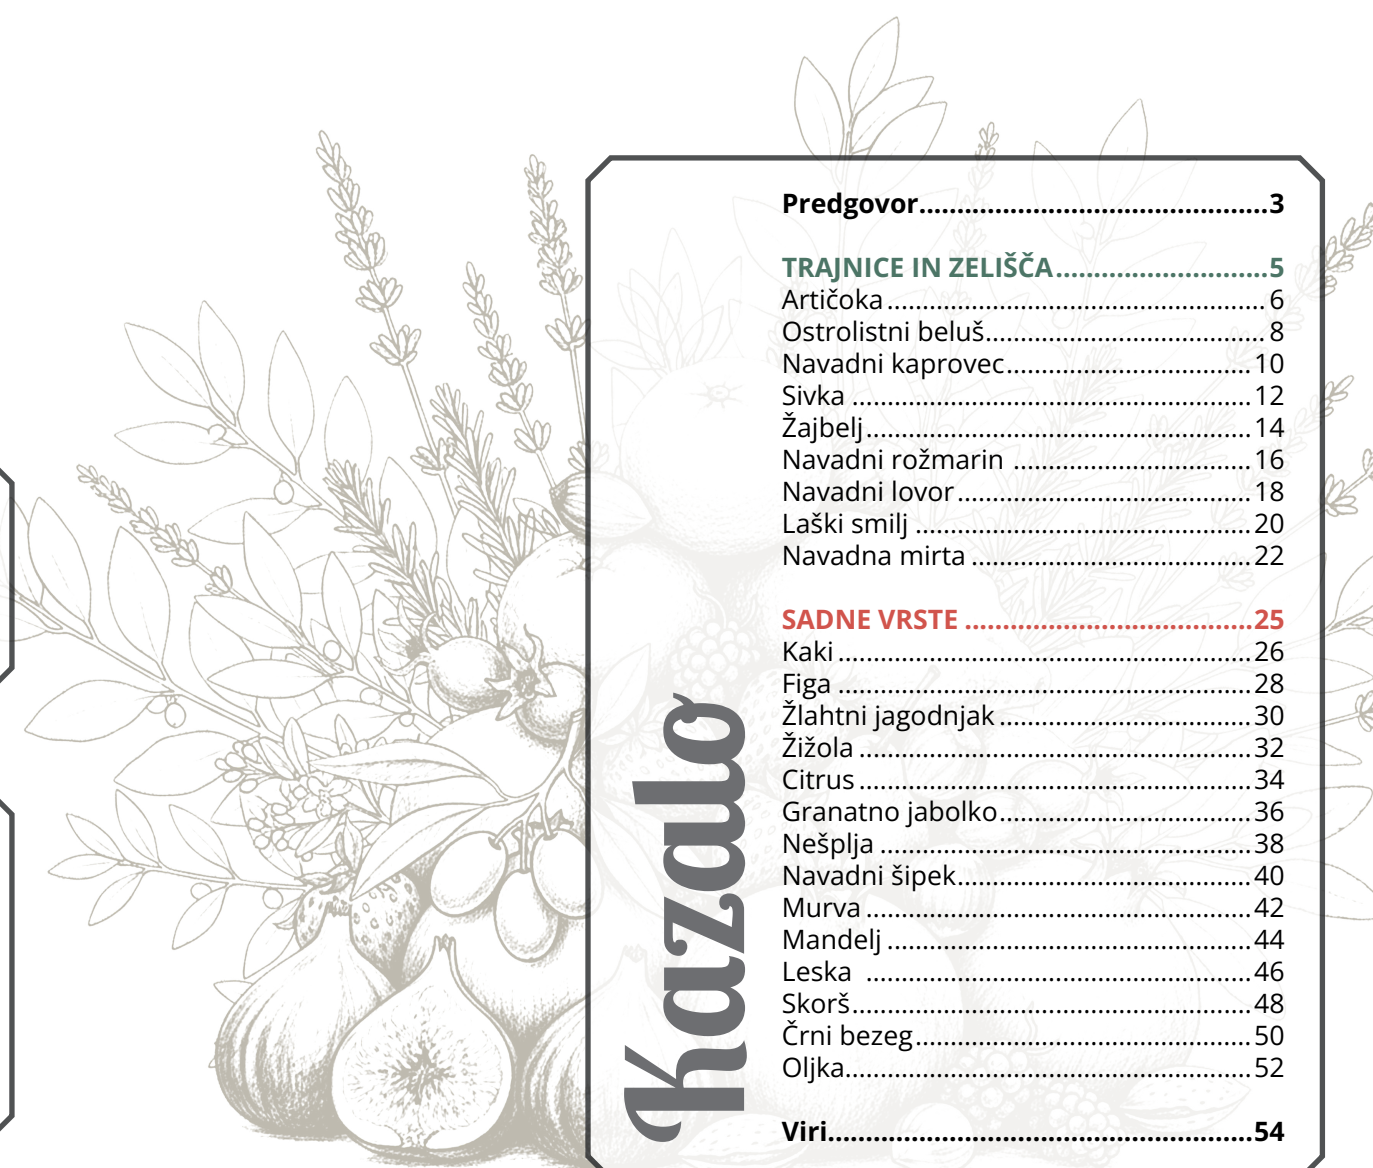 Kazalo
Predgovor..............................................3
TRAJNICE IN ZELIŠČA............................5
Artičoka......................................................6
Ostrolistni beluš.......................................8
Navadni kaprovec...................................10
Sivka .........................................................12
Žajbelj.......................................................14
Navadni rožmarin ..................................16
Navadni lovor..........................................18
Laški smilj ................................................20
Navadna mirta ........................................22
SADNE VRSTE ......................................25
Kaki...........................................................26
Figa ...........................................................28
Žlahtni jagodnjak ....................................30
Žižola ........................................................32
Citrus ........................................................34
Granatno jabolko....................................36
Nešplja .....................................................38
Navadni šipek..........................................40
Murva .......................................................42
Mandelj ....................................................44
Leska .......................................................46
Skorš.........................................................48
Črni bezeg................................................50
Oljka..........................................................52
Viri........................................................54